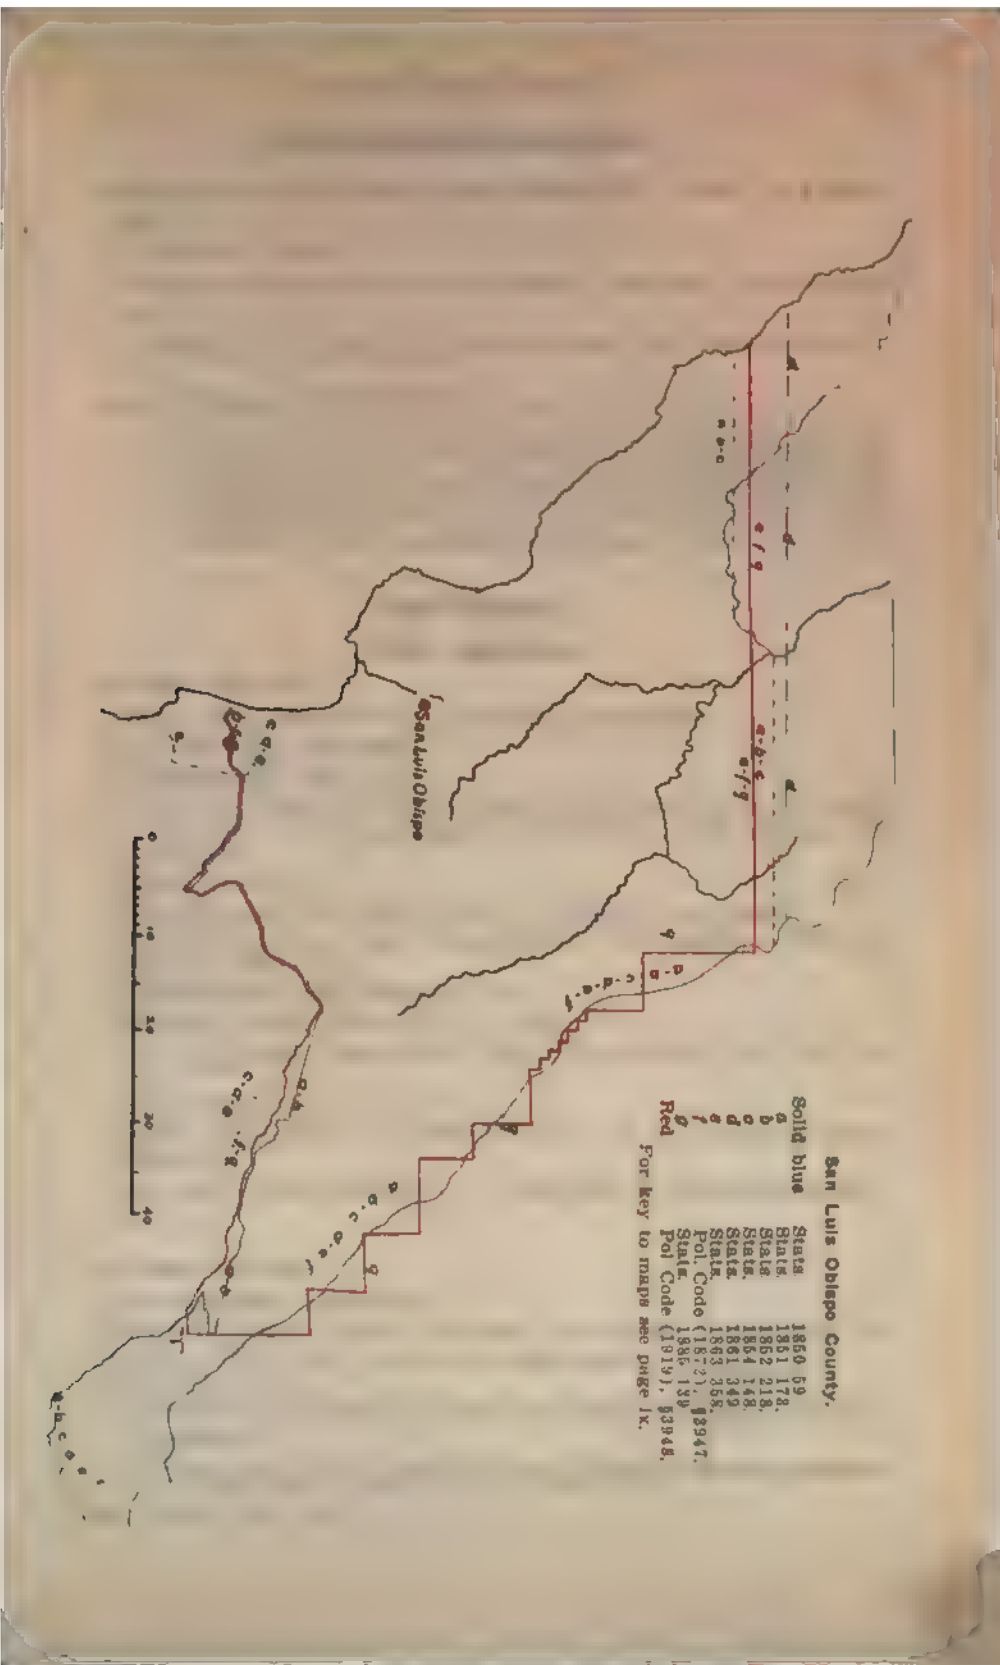 San Luis Obispo County.
Solid blue Stats 1850 59
a Stats 1851 172.
b Stats 1852 218.
c Stats. 1854 148.
d Stats. 1861 349
e Stats. 1863 358.
f Pol. Code (1872), §3947.
g Stats. 1885 139
Red Pol Code (1919), §3948.
For key to maps see page ix.
San Luis Obispo
d
a-b-c
e f g
d
a-b-c
e-f-g
d
g
a-b-c-d-e-f
g
a b c d e f
g
a-b
c-d-e
f-g
c d e
0
10
20
30
40